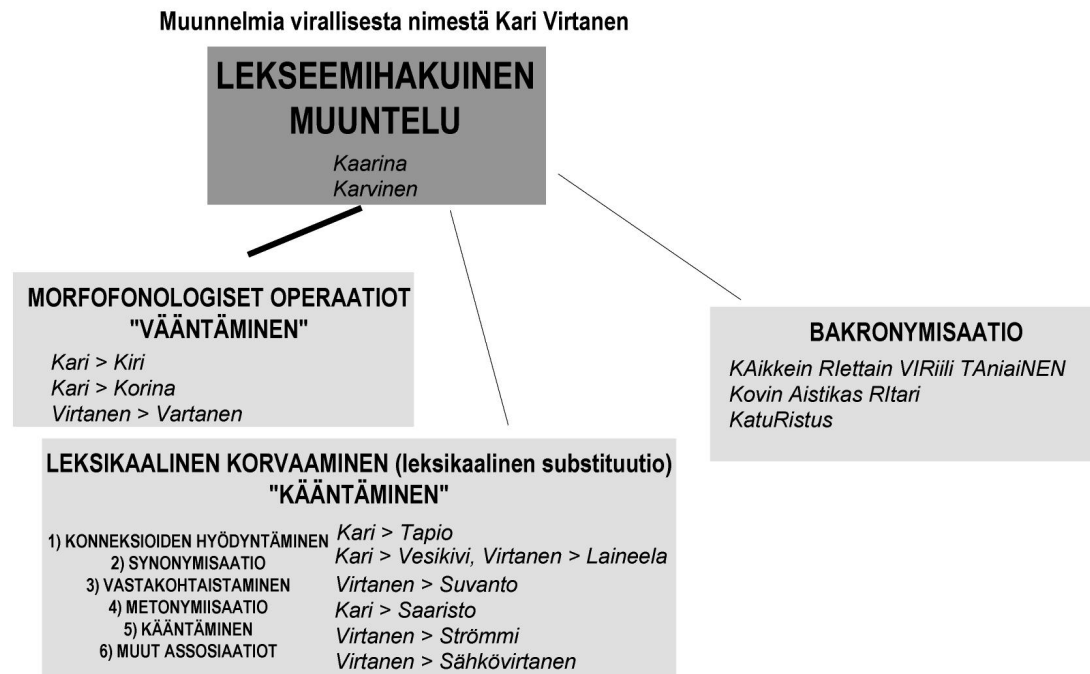 Muunnelmia virallisesta nimestä Kari Virtanen
LEKSEEMIHAKUINEN
MUUNTELU
Kaarina
Karvinen
MORFOFONOLOGISET OPERAATIOT
"VÄÄNTÄMINEN"
Kari > Kiri
Kari > Korina
Virtanen > Vartanen
BAKRONYMISAATIO
KAikkein RIettain VIRiili TAniaiNEN
Kovin Aistikas RItari
KatuRistus
LEKSIKAALINEN KORVAAMINEN (leksikaalinen substituutio)
"KÄÄNTÄMINEN"
1) KONNEKSIOIDEN HYÖDYNTÄMINEN
2) SYNONYMISAATIO
3) VASTAKOHTAISTAMINEN
4) METONYMIISAATIO
5) KÄÄNTÄMINEN
6) MUUT ASSOSIAATIOT
Kari > Tapio
Kari > Vesikivi, Virtanen > Laineela
Virtanen > Suvanto
Kari > Saaristo
Virtanen > Strömmi
Virtanen > Sähkövirtanen